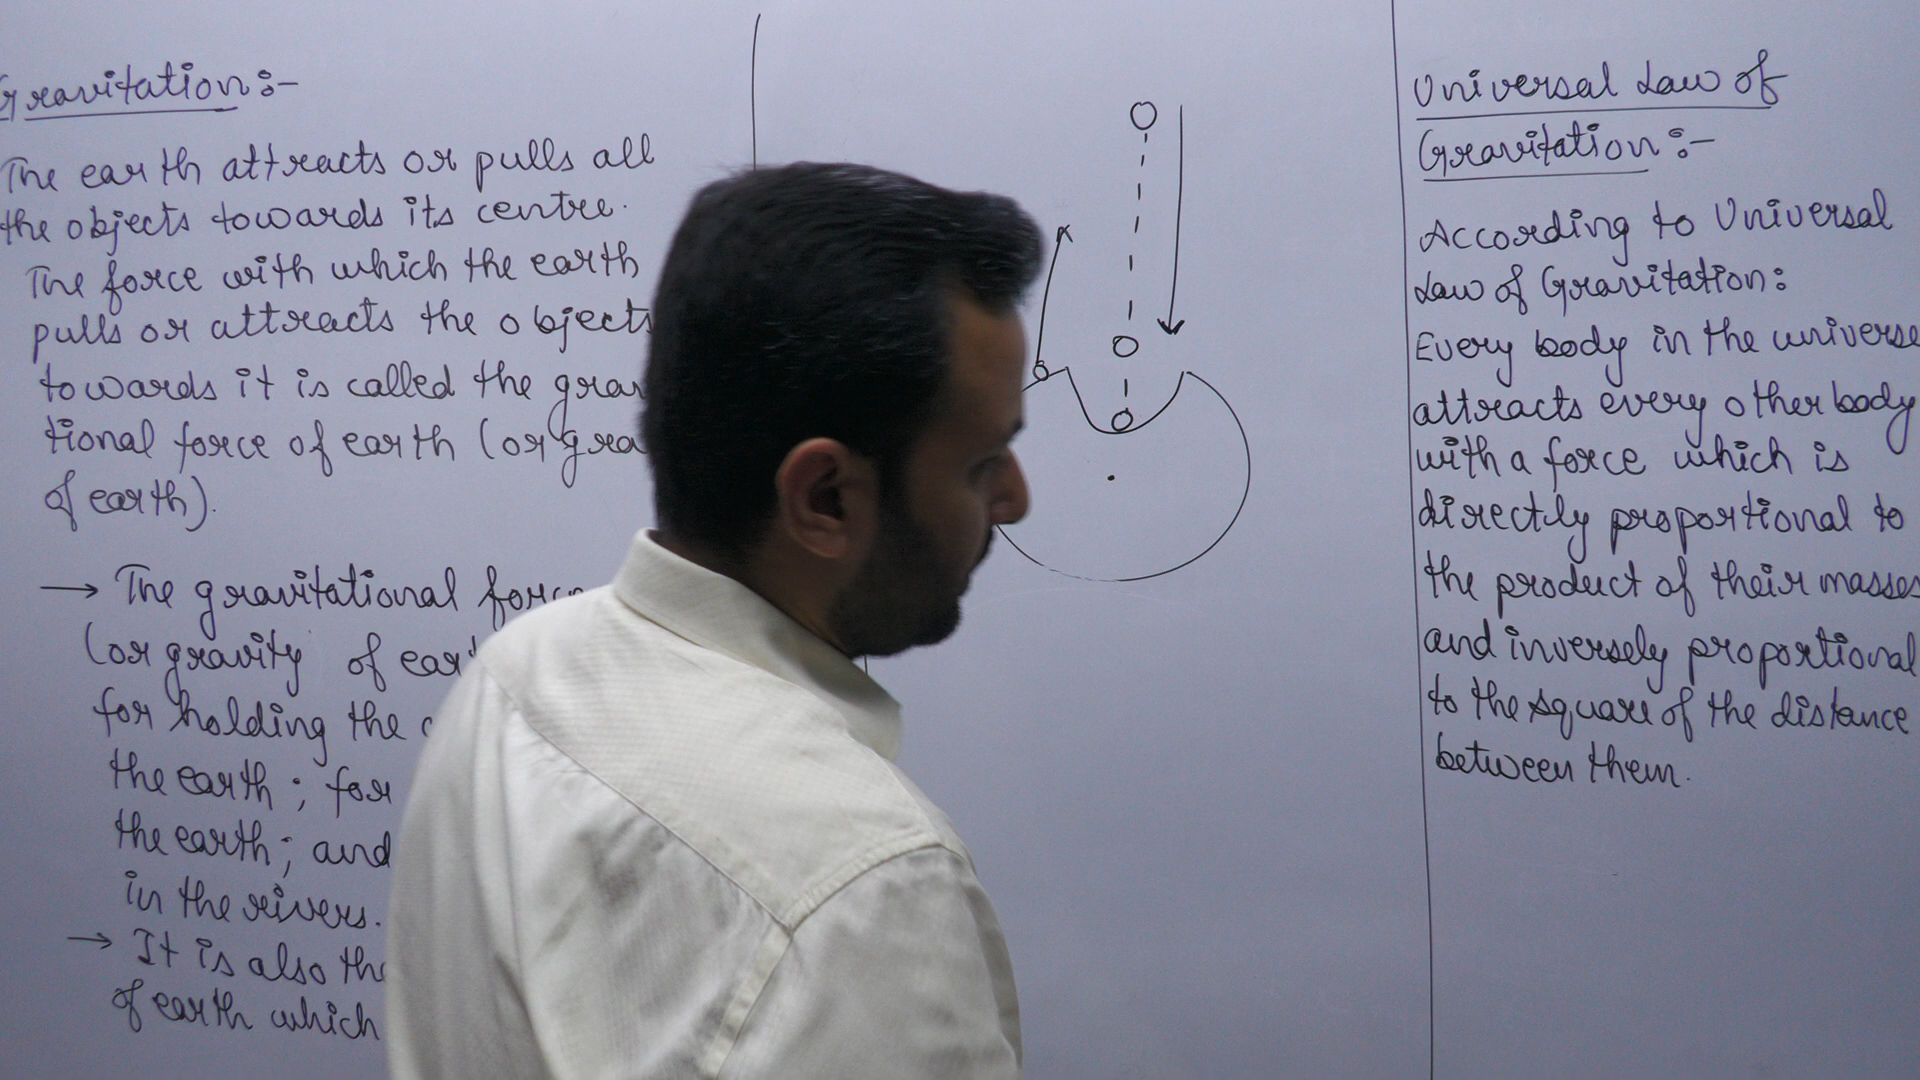 Gravitation:-
The earth attracts or pulls all
the objects towards its centre.
The force with which the earth
pulls or attracts the objects
towards it is called the
tional force of earth (or
of earth).
→ The gravitational force
(or gravity of
for holding the
the earth; for
the earth; and
in the rivers.
→ It is also the
of earth which
Universal Law of
Gravitation:-
According to Universal
Law of Gravitation:
Every body in the universe
attracts every other body
with a force which is
directly proportional to
the product of their masses
and inversely proportional
to the square of the distance
between them.